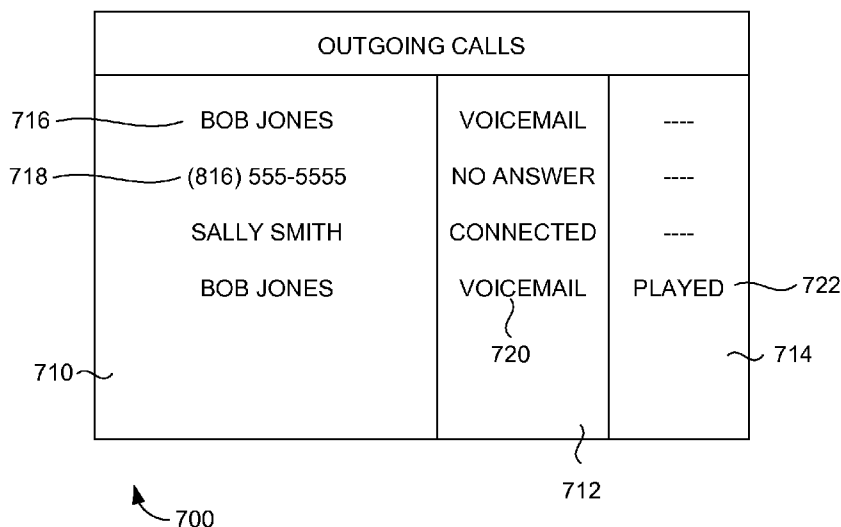 OUTGOING CALLS
716 BOB JONES VOICEMAIL ----
718 (816) 555-5555 NO ANSWER ----
SALLY SMITH CONNECTED ----
BOB JONES VOICEMAIL PLAYED 722
720
710 714
712
700